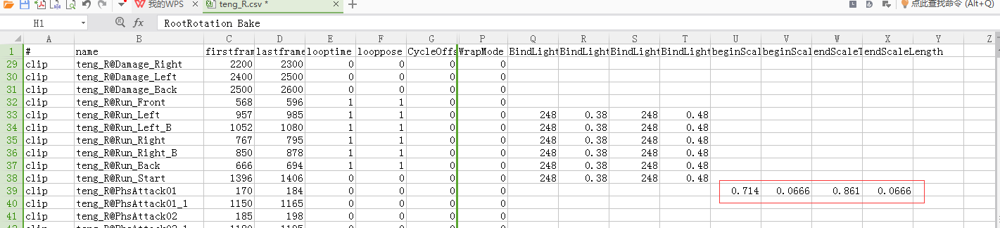 我的WPS × teng_R.csv * × +
点此查找命令 (Alt+Q)
H1 fx RootRotation Bake
A B C D E F G P Q R S T U V W X Y Z
1 # name firstfram lastframe looptime looppose CycleOffs WrapMode BindLight BindLight BindLight BindLight beginScal beginScal endScaleT endScaleLength
29 clip teng_R@Damage_Right 2200 2300 0 0 0 0
30 clip teng_R@Damage_Left 2400 2500 0 0 0 0
31 clip teng_R@Damage_Back 2500 2600 0 0 0 0
32 clip teng_R@Run_Front 568 596 1 1 0 0
33 clip teng_R@Run_Left 957 985 1 1 0 0 248 0.38 248 0.48
34 clip teng_R@Run_Left_B 1052 1080 1 1 0 0 248 0.38 248 0.48
35 clip teng_R@Run_Right 767 795 1 1 0 0 248 0.38 248 0.48
36 clip teng_R@Run_Right_B 850 878 1 1 0 0 248 0.38 248 0.48
37 clip teng_R@Run_Back 666 694 1 1 0 0 248 0.38 248 0.48
38 clip teng_R@Run_Start 1396 1406 0 0 0 0 248 0.38 248 0.48
39 clip teng_R@PhsAttack01 170 184 0 0 0 0 0.714 0.0666 0.861 0.0666
40 clip teng_R@PhsAttack01_1 1150 1165 0 0 0 0
41 clip teng_R@PhsAttack02 185 198 0 0 0 0